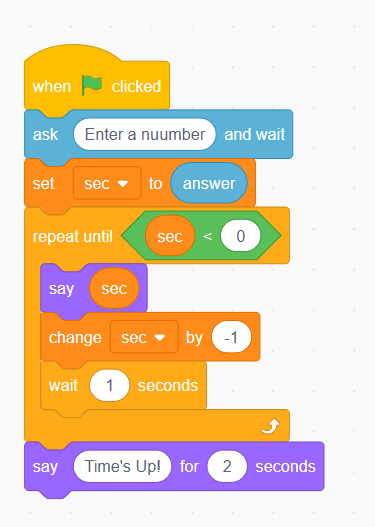 when clicked
ask Enter a nuumber and wait
set sec to answer
repeat until sec < 0
say sec
change sec by -1
wait 1 seconds
say Time's Up! for 2 seconds